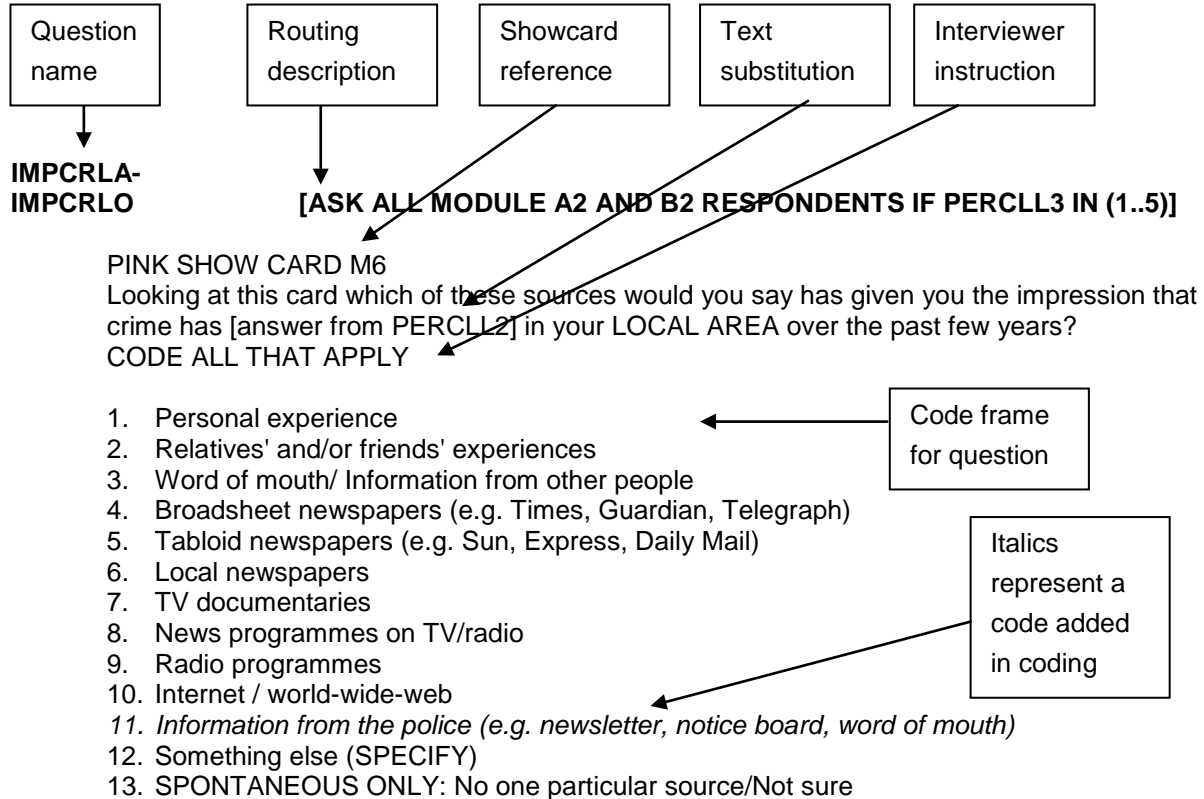 Question
name
Routing
description
Showcard
reference
Text
substitution
Interviewer
instruction
IMPCRLA-
IMPCRLO [ASK ALL MODULE A2 AND B2 RESPONDENTS IF PERCLL3 IN (1..5)]
PINK SHOW CARD M6
Looking at this card which of these sources would you say has given you the impression that
crime has [answer from PERCLL2] in your LOCAL AREA over the past few years?
CODE ALL THAT APPLY
Code frame
for question
1. Personal experience
2. Relatives' and/or friends' experiences
3. Word of mouth/ Information from other people
4. Broadsheet newspapers (e.g. Times, Guardian, Telegraph)
5. Tabloid newspapers (e.g. Sun, Express, Daily Mail)
6. Local newspapers
7. TV documentaries
8. News programmes on TV/radio
9. Radio programmes
10. Internet / world-wide-web
11. Information from the police (e.g. newsletter, notice board, word of mouth)
12. Something else (SPECIFY)
13. SPONTANEOUS ONLY: No one particular source/Not sure
Italics
represent a
code added
in coding